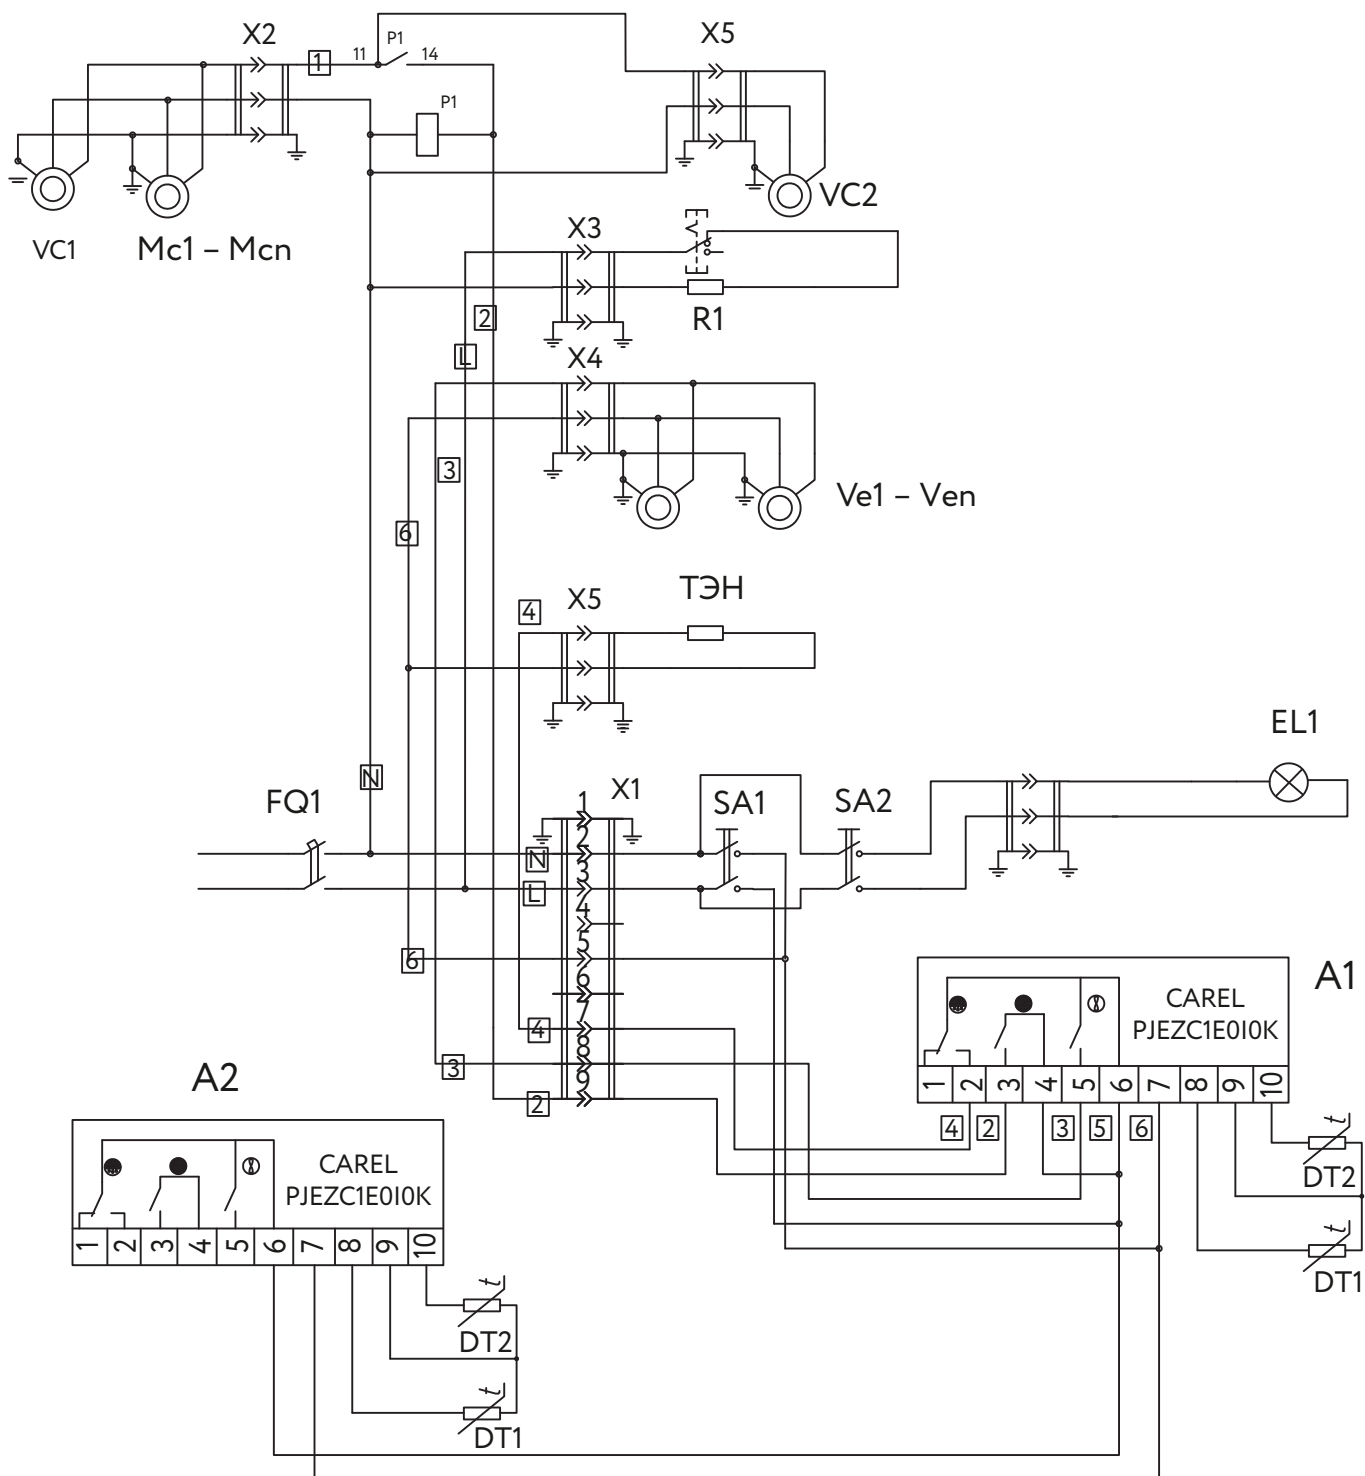 X2
X5
P1
1
11
14
P1
VC1
Mc1 – Mcn
VC2
X3
R1
2
L
X4
3
Ve1 – Ven
6
X5
ТЭН
4
EL1
N
FQ1
X1
SA1
SA2
1
2
N
3
L
4
5
6
6
7
4
8
3
9
2
A1
CAREL
PJEZC1E0I0K
1 2 3 4 5 6 7 8 9 10
4 2 3 5 6
t
DT2
t
DT1
A2
CAREL
PJEZC1E0I0K
1 2 3 4 5 6 7 8 9 10
t
DT2
t
DT1